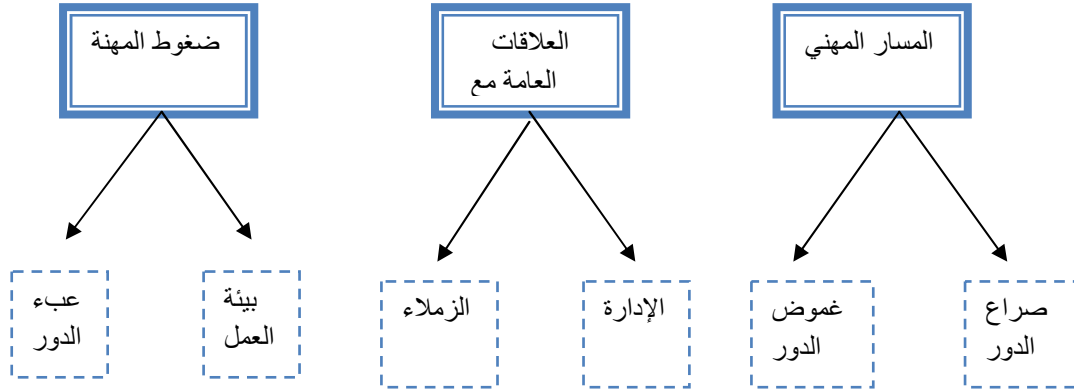 المسار المهني
العلاقات
العامة مع
ضغوط المهنة
صراع
الدور
غموض
الدور
الإدارة
الزملاء
بيئة
العمل
عبء
الدور